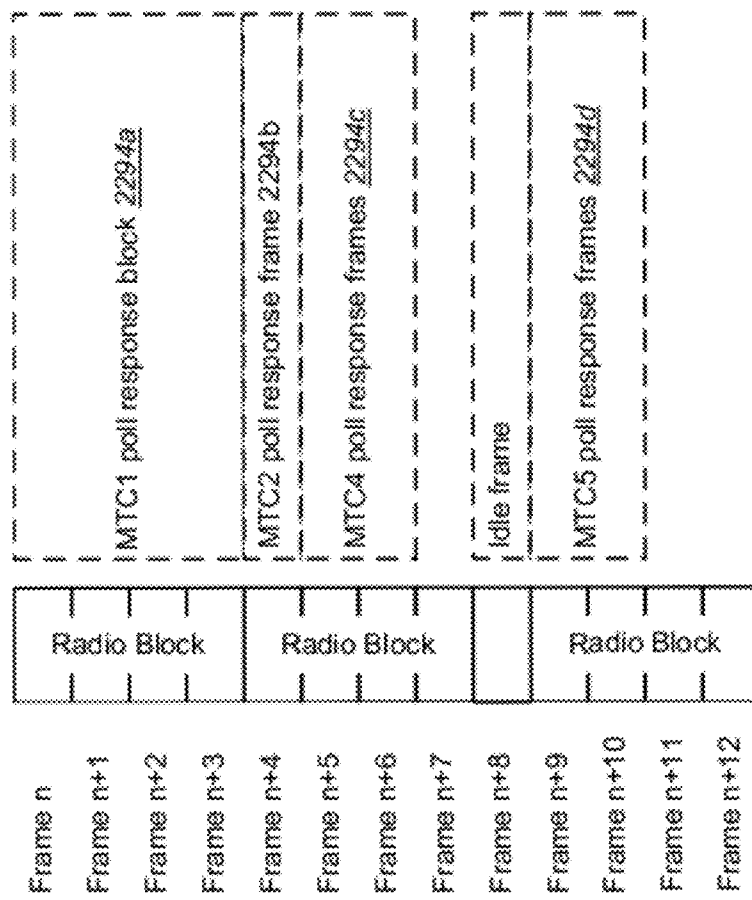 Frame n
Frame n+1
Frame n+2
Frame n+3
Frame n+4
Frame n+5
Frame n+6
Frame n+7
Frame n+8
Frame n+9
Frame n+10
Frame n+11
Frame n+12
Radio Block
Radio Block
Radio Block
MTC1 poll response block 2294a
MTC2 poll response frame 2294b
MTC4 poll response frames 2294c
Idle frame
MTC5 poll response frames 2294d